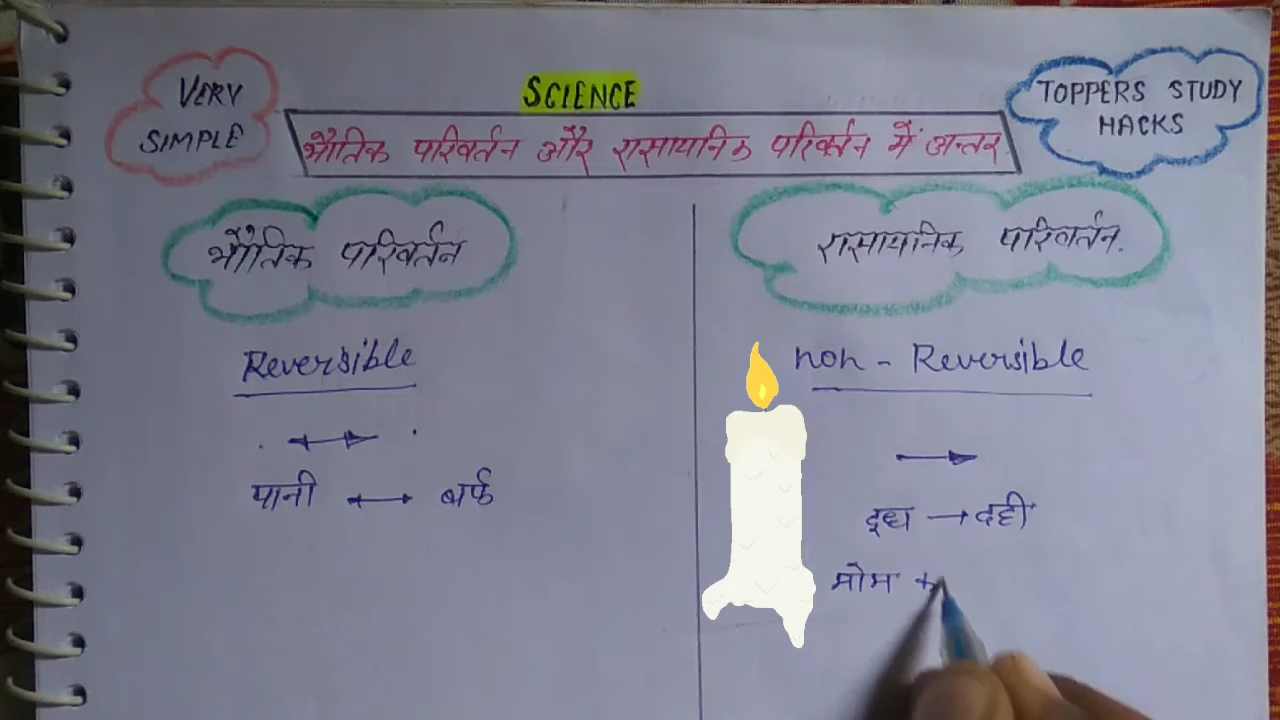 VERY
SIMPLE
SCIENCE
TOPPERS STUDY
HACKS
भौतिक परिवर्तन और रासायनिक परिवर्तन में अन्तर
भौतिक परिवर्तन
रासायनिक परिवर्तन.
Reversible
non - Reversible
पानी ↔ बर्फ
दूध → दही
मोम